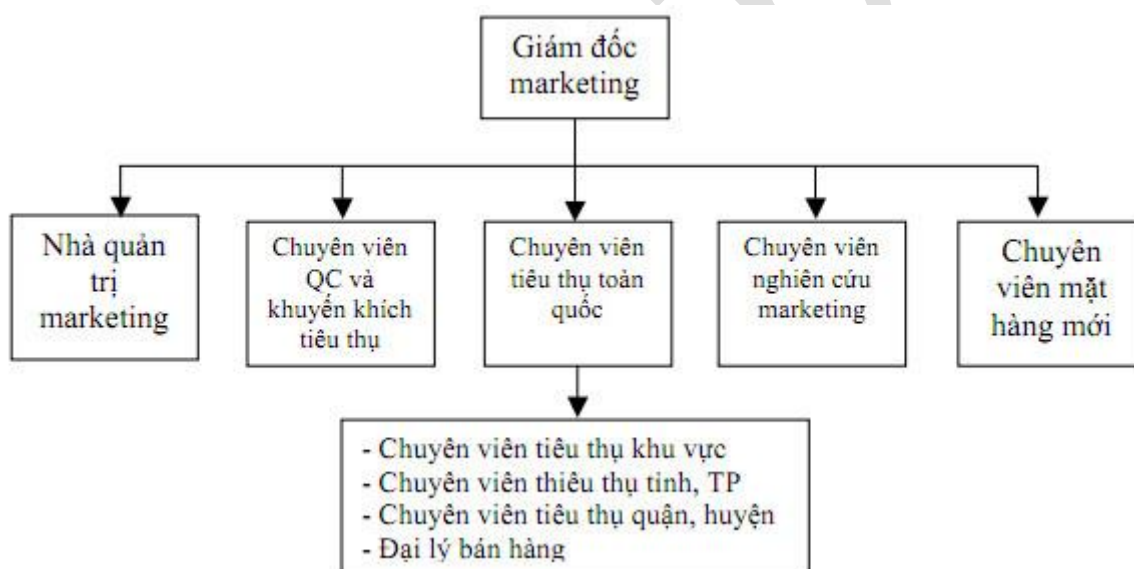 Giám đốc
marketing
Nhà quản
trị
marketing
Chuyên viên
QC và
khuyến khích
tiêu thụ
Chuyên viên
tiêu thụ toàn
quốc
Chuyên viên
nghiên cứu
marketing
Chuyên
viên mặt
hàng mới
- Chuyên viên tiêu thụ khu vực
- Chuyên viên thiêu thụ tỉnh, TP
- Chuyên viên tiêu thụ quận, huyện
- Đại lý bán hàng